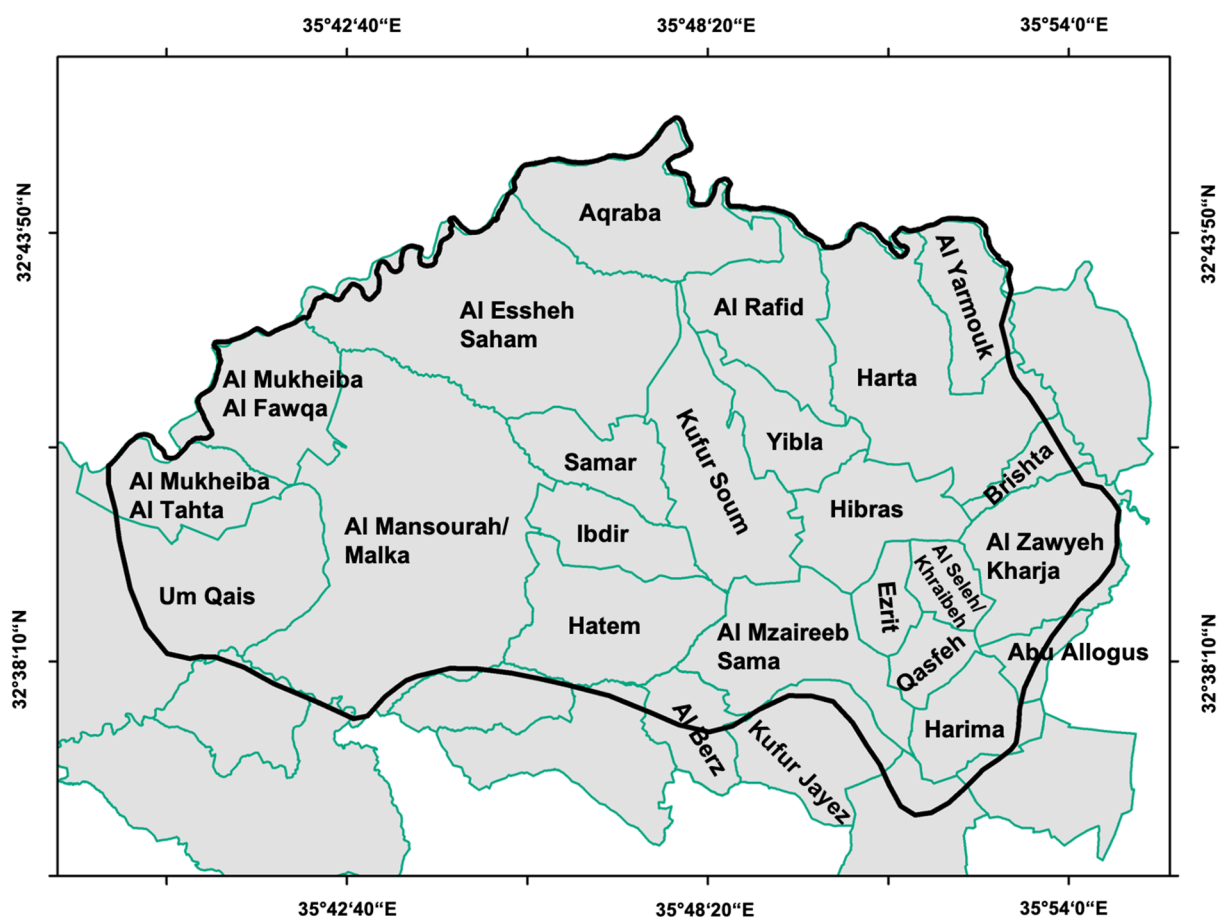 35°42‘40“E
35°48‘20“E
35°54‘0“E
32°43‘50“N
32°43‘50“N
Aqraba
Al Yarmouk
Al Essheh
Saham
Al Rafid
Al Mukheiba
Al Fawqa
Harta
Kufur Soum
Yibla
Samar
Brishta
Al Mukheiba
Al Tahta
Hibras
Al Mansourah/
Malka
Ibdir
Al Zawyeh
Kharja
Al Seleh/
Khraibeh
Um Qais
Ezrit
Hatem
Al Mzaireeb
Sama
Qasfeh
Abu Allogus
32°38‘10“N
32°38‘10“N
Al Berz
Kufur Jayez
Harima
35°42‘40“E
35°48‘20“E
35°54‘0“E